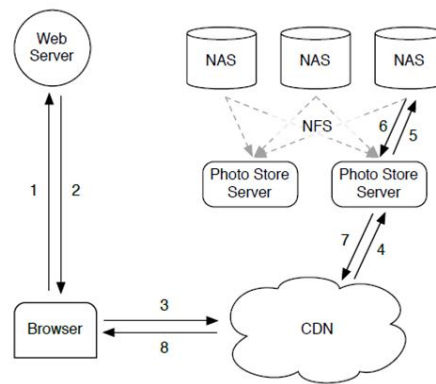 Web
Server
NAS
NAS
NAS
NFS
6
5
Photo Store
Server
Photo Store
Server
1
2
7
4
3
Browser
8
CDN